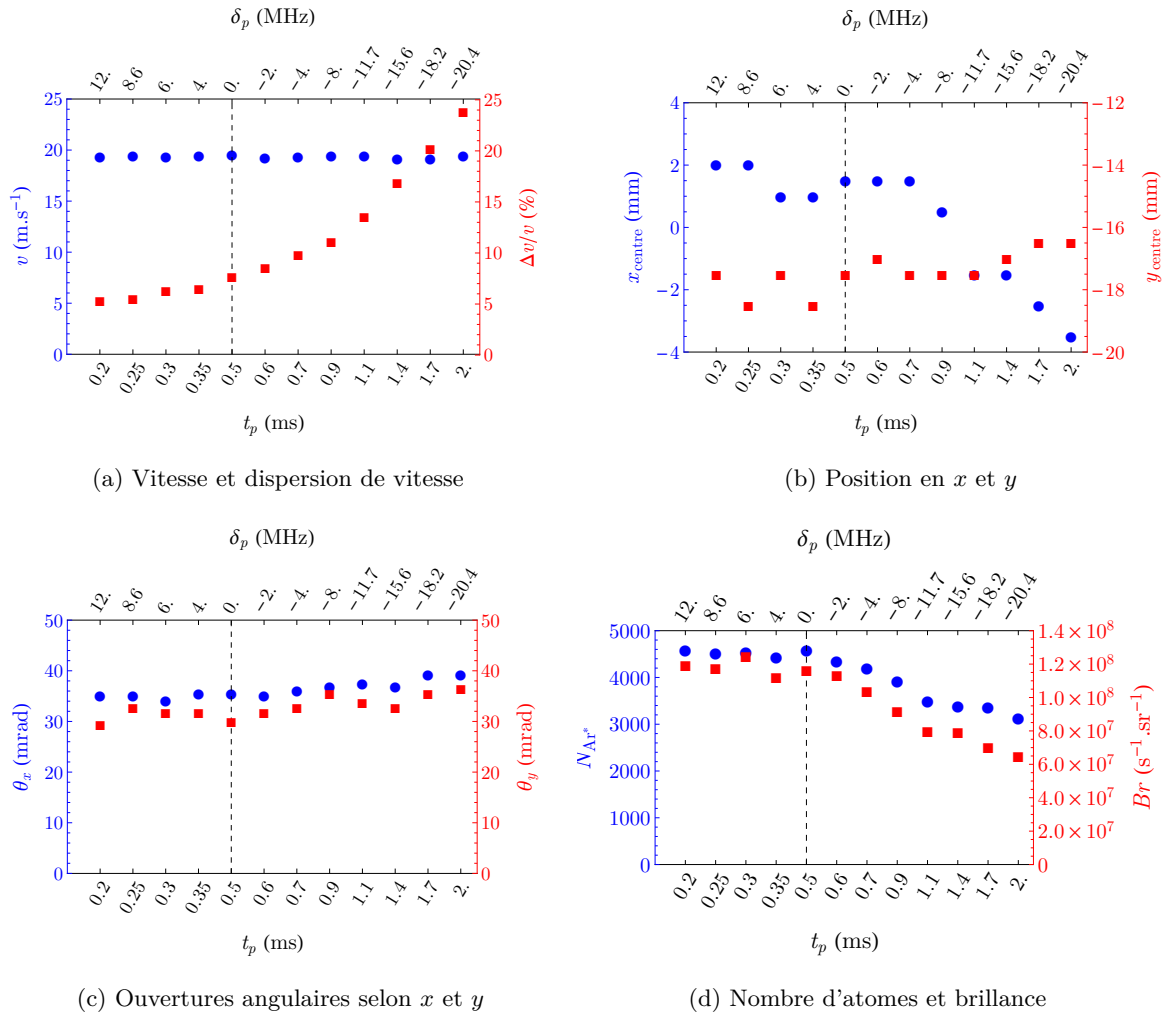 δ_p (MHz)
12. 8.6 6. 4. 0. −2. −4. −8. −11.7 −15.6 −18.2 −20.4
25 20 15 10 5 0
v (m.s⁻¹)
25 20 15 10 5 0
Δv/v (%)
0.2 0.25 0.3 0.35 0.5 0.6 0.7 0.9 1.1 1.4 1.7 2.
t_p (ms)
(a) Vitesse et dispersion de vitesse
δ_p (MHz)
12. 8.6 6. 4. 0. −2. −4. −8. −11.7 −15.6 −18.2 −20.4
4 2 0 −2 −4
x_centre (mm)
−12 −14 −16 −18 −20
y_centre (mm)
0.2 0.25 0.3 0.35 0.5 0.6 0.7 0.9 1.1 1.4 1.7 2.
t_p (ms)
(b) Position en x et y
δ_p (MHz)
12. 8.6 6. 4. 0. −2. −4. −8. −11.7 −15.6 −18.2 −20.4
50 40 30 20 10 0
θ_x (mrad)
50 40 30 20 10 0
θ_y (mrad)
0.2 0.25 0.3 0.35 0.5 0.6 0.7 0.9 1.1 1.4 1.7 2.
t_p (ms)
(c) Ouvertures angulaires selon x et y
δ_p (MHz)
12. 8.6 6. 4. 0. −2. −4. −8. −11.7 −15.6 −18.2 −20.4
5000 4000 3000 2000 1000 0
N_Ar*
1.4 × 10⁸ 1.2 × 10⁸ 1.0 × 10⁸ 8.0 × 10⁷ 6.0 × 10⁷ 4.0 × 10⁷ 2.0 × 10⁷ 0
Br (s⁻¹.sr⁻¹)
0.2 0.25 0.3 0.35 0.5 0.6 0.7 0.9 1.1 1.4 1.7 2.
t_p (ms)
(d) Nombre d'atomes et brillance